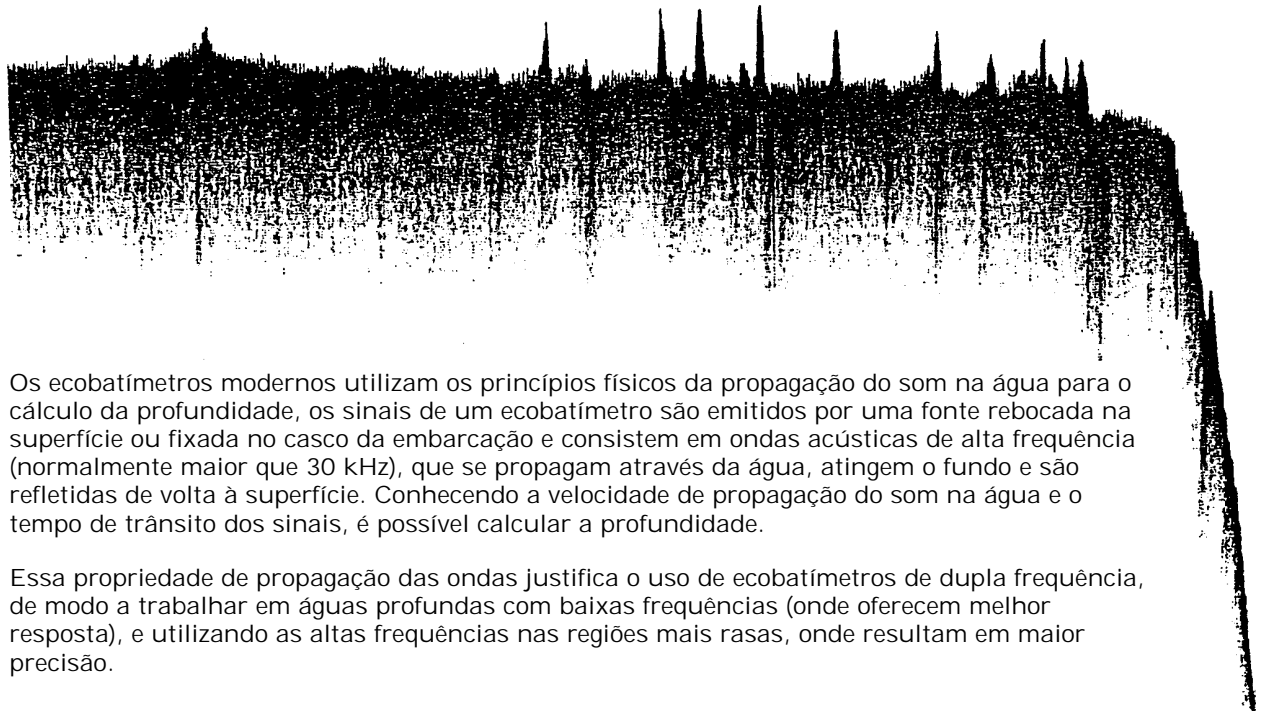 Os ecobatímetros modernos utilizam os princípios físicos da propagação do som na água para o
cálculo da profundidade, os sinais de um ecobatímetro são emitidos por uma fonte rebocada na
superfície ou fixada no casco da embarcação e consistem em ondas acústicas de alta frequência
(normalmente maior que 30 kHz), que se propagam através da água, atingem o fundo e são
refletidas de volta à superfície. Conhecendo a velocidade de propagação do som na água e o
tempo de trânsito dos sinais, é possível calcular a profundidade.
Essa propriedade de propagação das ondas justifica o uso de ecobatímetros de dupla frequência,
de modo a trabalhar em águas profundas com baixas frequências (onde oferecem melhor
resposta), e utilizando as altas frequências nas regiões mais rasas, onde resultam em maior
precisão.